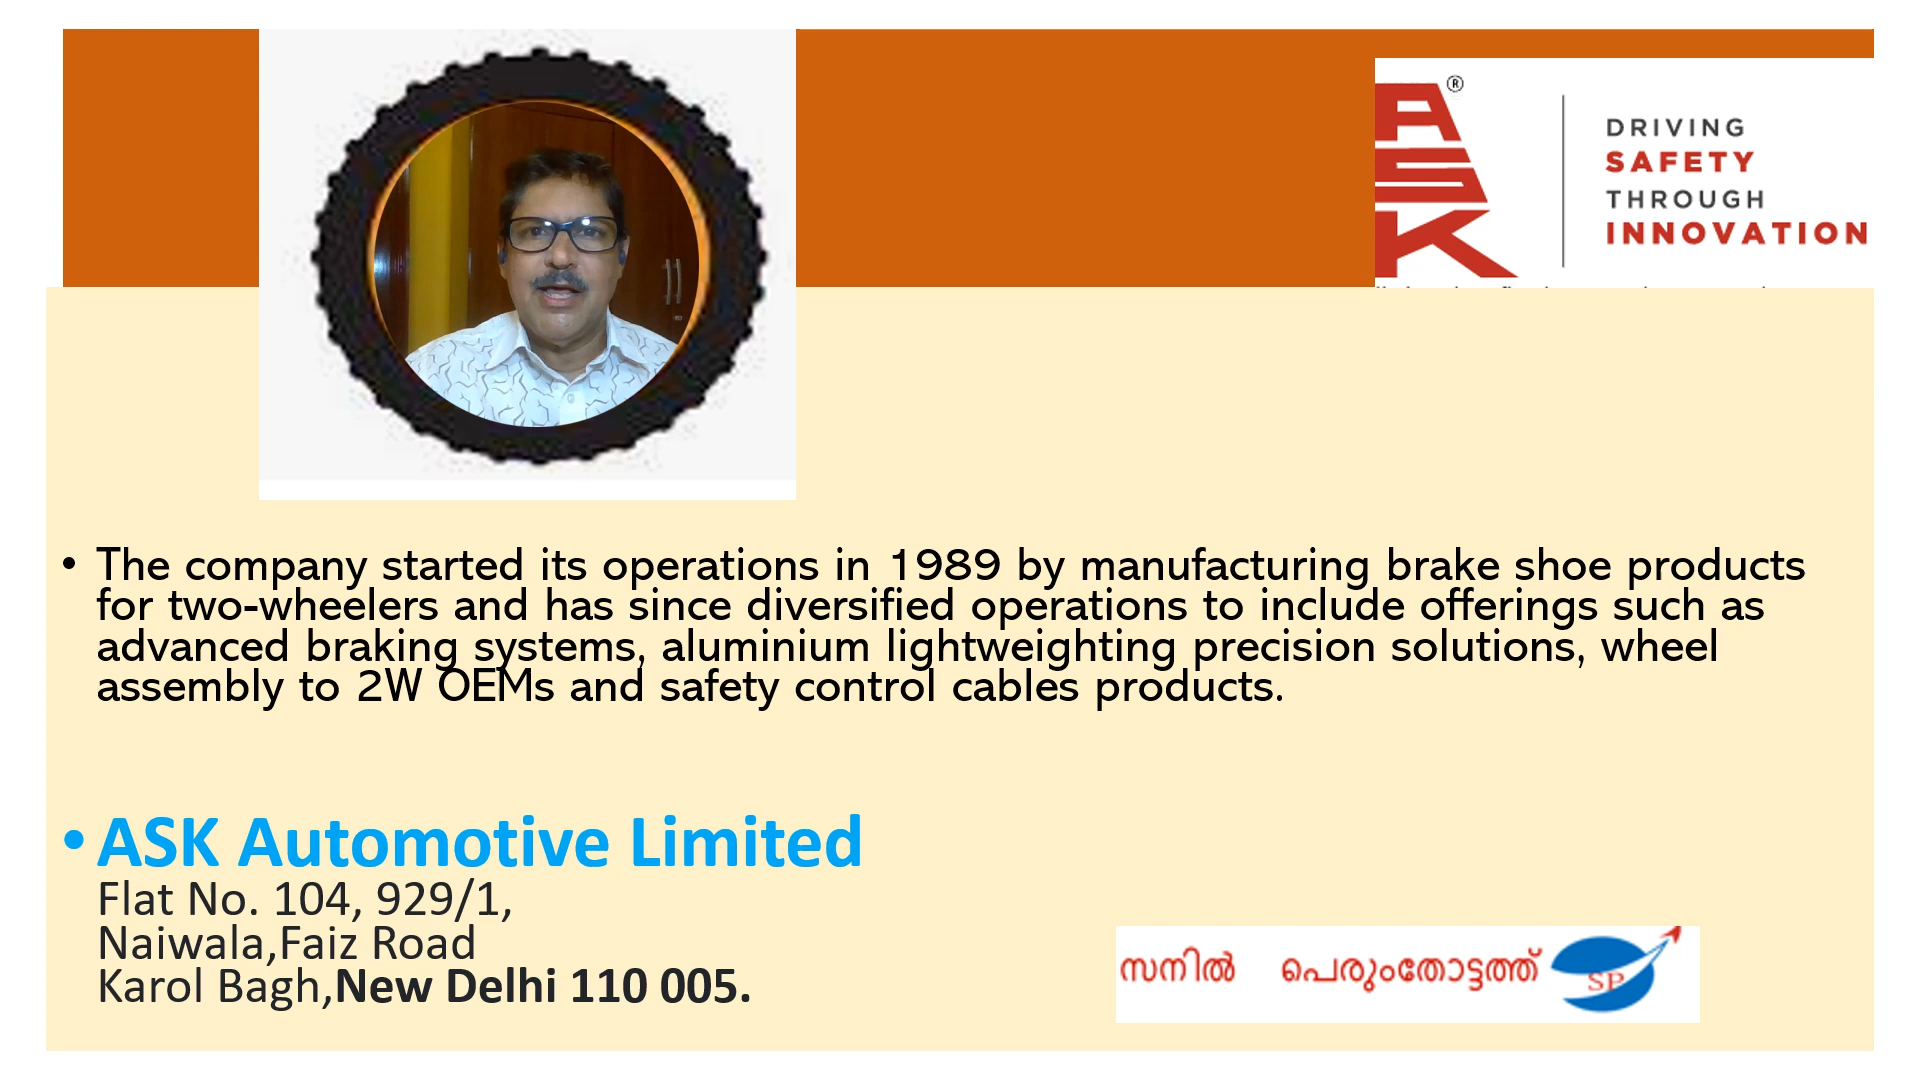 ASK®
DRIVING
SAFETY
THROUGH
INNOVATION
• The company started its operations in 1989 by manufacturing brake shoe products
for two-wheelers and has since diversified operations to include offerings such as
advanced braking systems, aluminium lightweighting precision solutions, wheel
assembly to 2W OEMs and safety control cables products.
• ASK Automotive Limited
Flat No. 104, 929/1,
Naiwala,Faiz Road
Karol Bagh,New Delhi 110 005.
സനിൽ പെരുംതോട്ടത്ത് SP